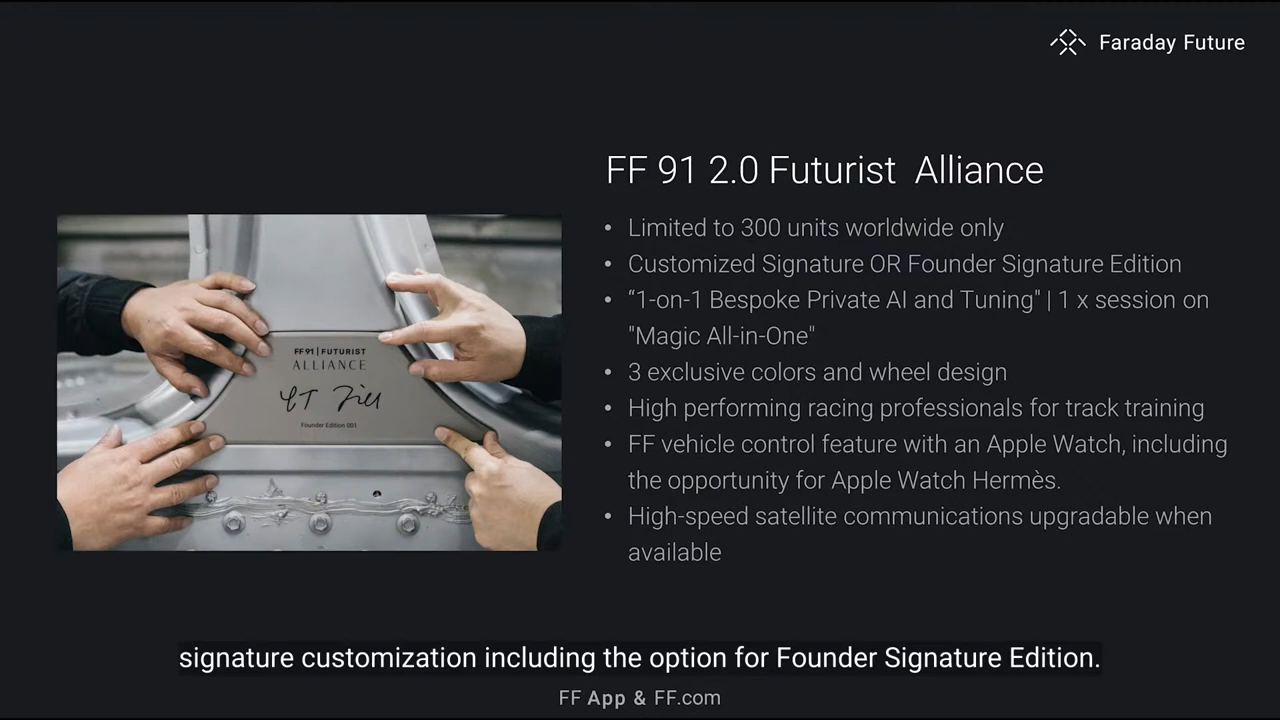 Faraday Future
FF 91 2.0 Futurist Alliance
• Limited to 300 units worldwide only
• Customized Signature OR Founder Signature Edition
• “1-on-1 Bespoke Private AI and Tuning" | 1 x session on
"Magic All-in-One"
• 3 exclusive colors and wheel design
• High performing racing professionals for track training
• FF vehicle control feature with an Apple Watch, including
the opportunity for Apple Watch Hermès.
• High-speed satellite communications upgradable when
available
FF 91 | FUTURIST
ALLIANCE
Founder Edition 001
signature customization including the option for Founder Signature Edition.
FF App & FF.com